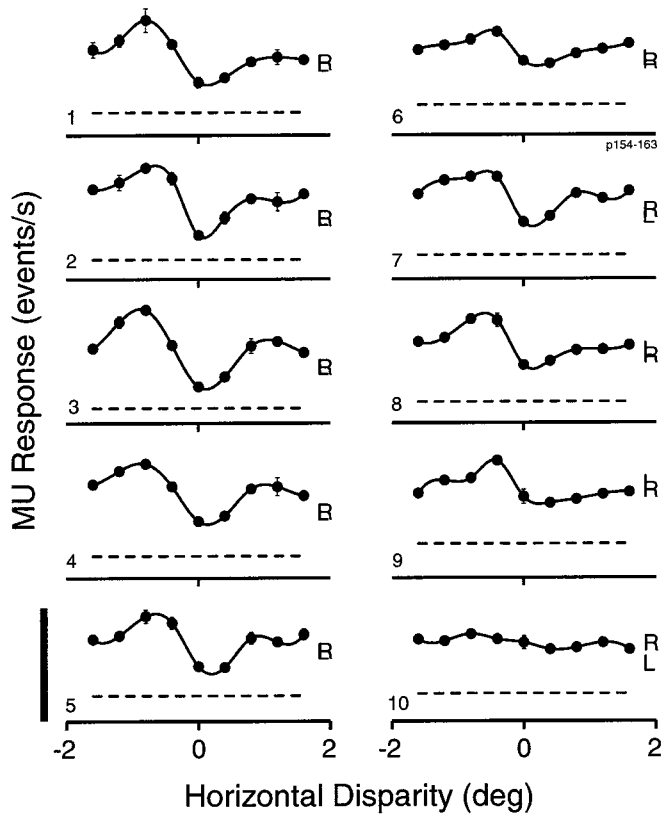 MU Response (events/s)
1
R
6
R
p154-163
2
R
7
R
L
3
R
8
R
4
R
9
R
5
R
10
R
L
-2
0
2
-2
0
2
Horizontal Disparity (deg)